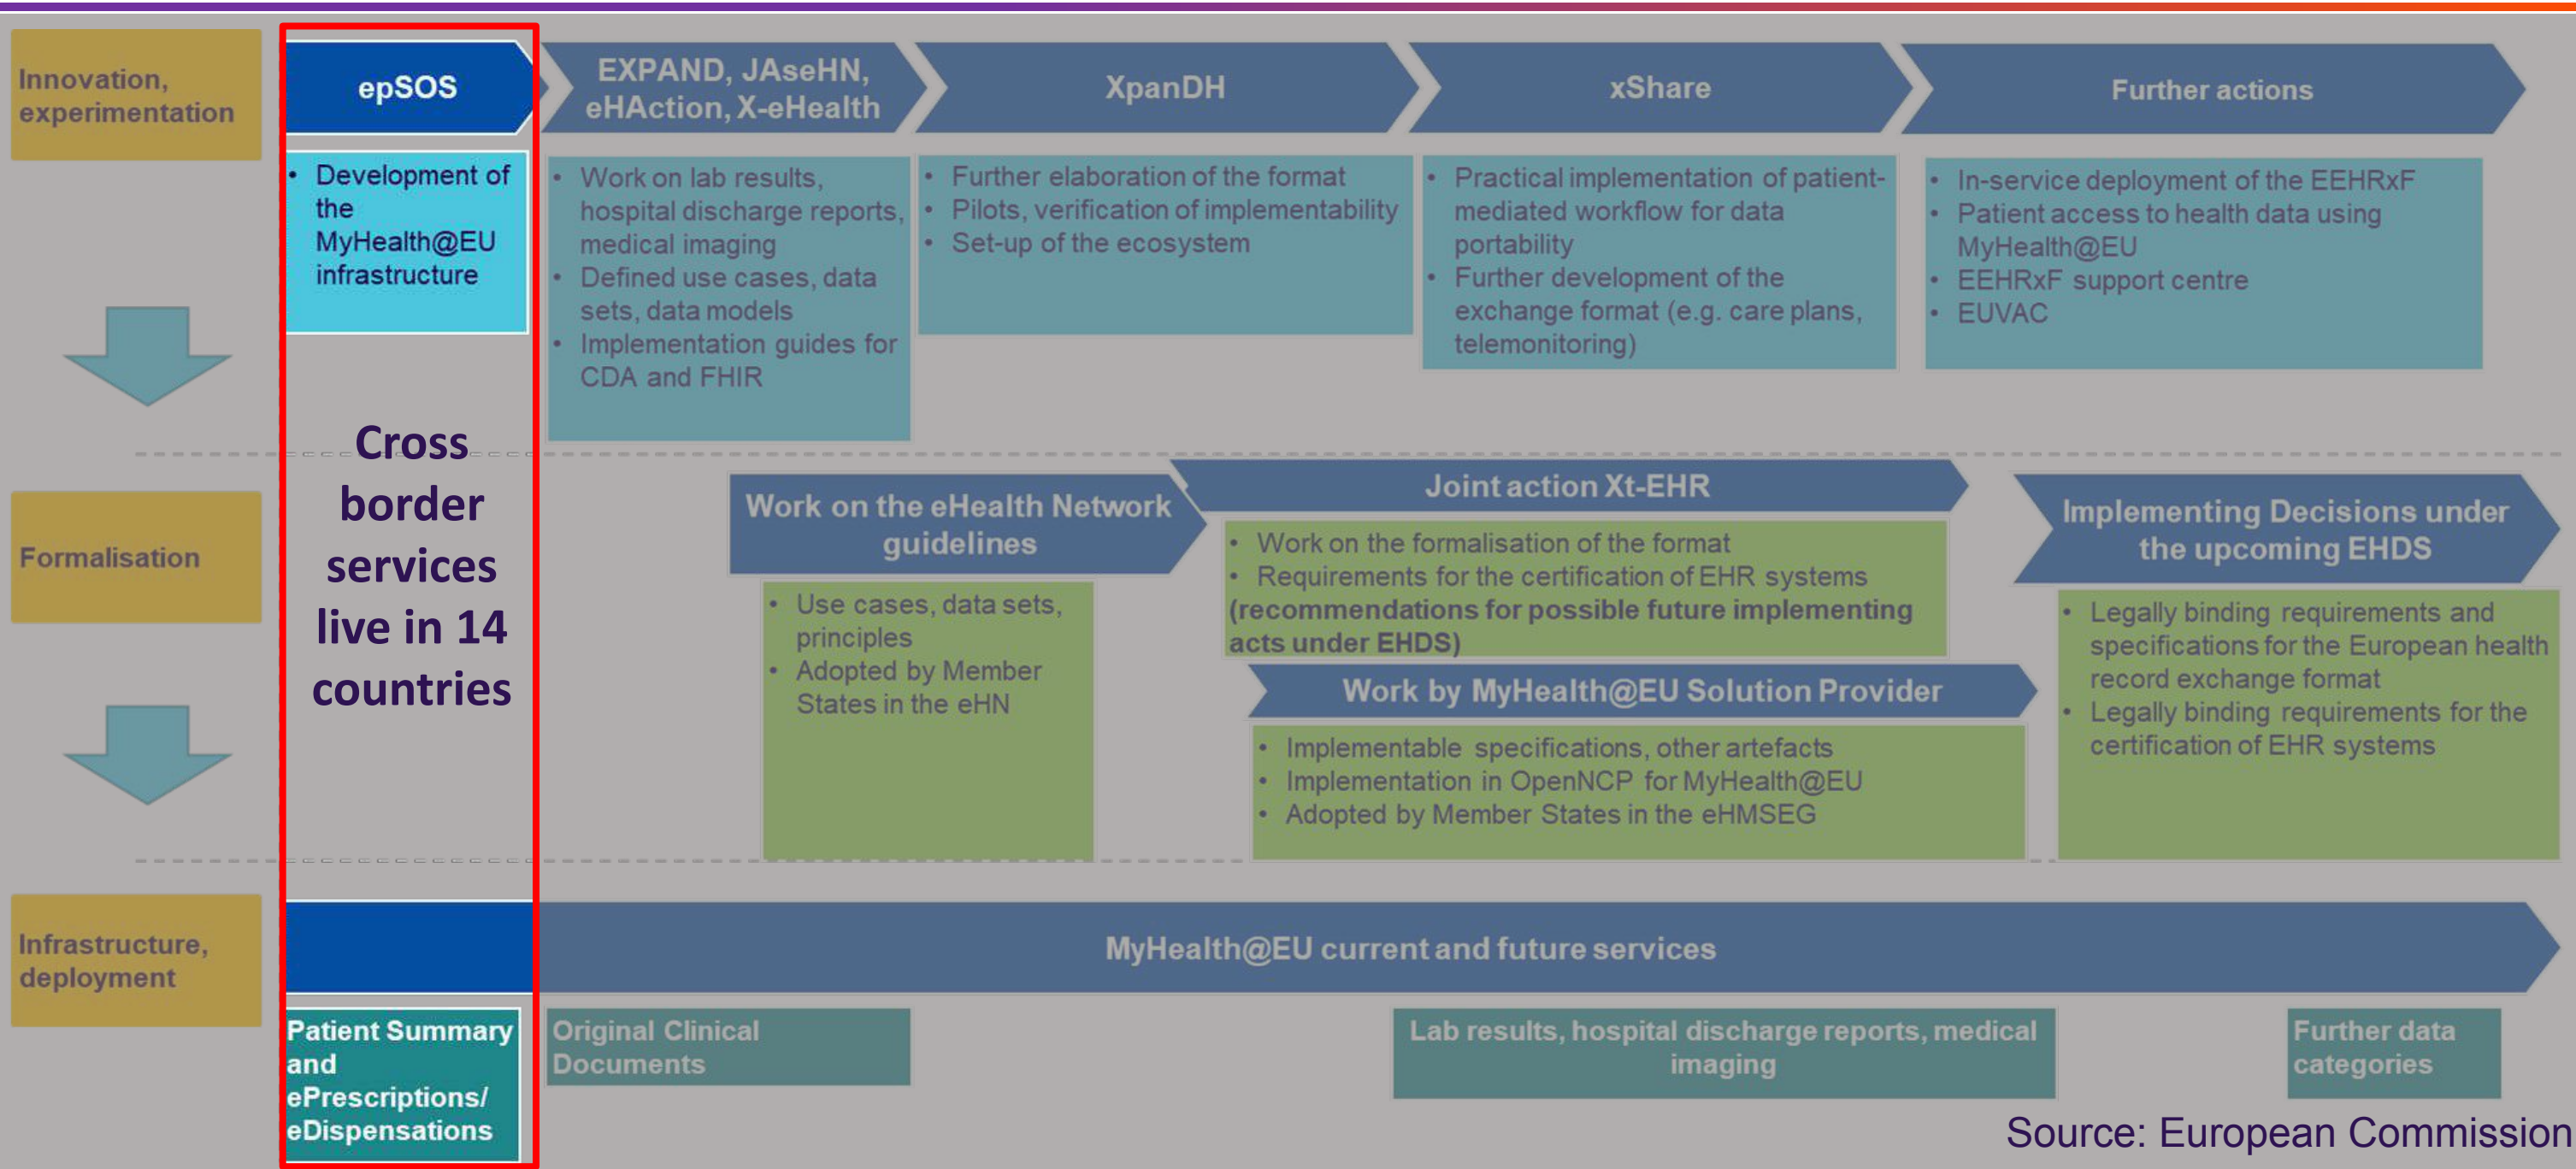 Innovation,
experimentation
epSOS
EXPAND, JAseHN,
eHAction, X-eHealth
XpanDH
xShare
Further actions
• Development of
the
MyHealth@EU
infrastructure
• Work on lab results,
hospital discharge reports,
medical imaging
• Defined use cases, data
sets, data models
• Implementation guides for
CDA and FHIR
• Further elaboration of the format
• Pilots, verification of implementability
• Set-up of the ecosystem
• Practical implementation of patient-
mediated workflow for data
portability
• Further development of the
exchange format (e.g. care plans,
telemonitoring)
• In-service deployment of the EEHRxF
• Patient access to health data using
MyHealth@EU
• EEHRxF support centre
• EUVAC
Cross
border
services
live in 14
countries
Formalisation
Work on the eHealth Network
guidelines
• Use cases, data sets,
principles
• Adopted by Member
States in the eHN
Joint action Xt-EHR
• Work on the formalisation of the format
• Requirements for the certification of EHR systems
(recommendations for possible future implementing
acts under EHDS)
Work by MyHealth@EU Solution Provider
• Implementable specifications, other artefacts
• Implementation in OpenNCP for MyHealth@EU
• Adopted by Member States in the eHMSEG
Implementing Decisions under
the upcoming EHDS
• Legally binding requirements and
specifications for the European health
record exchange format
• Legally binding requirements for the
certification of EHR systems
Infrastructure,
deployment
MyHealth@EU current and future services
Patient Summary
and
ePrescriptions/
eDispensations
Original Clinical
Documents
Lab results, hospital discharge reports, medical
imaging
Further data
categories
Source: European Commission